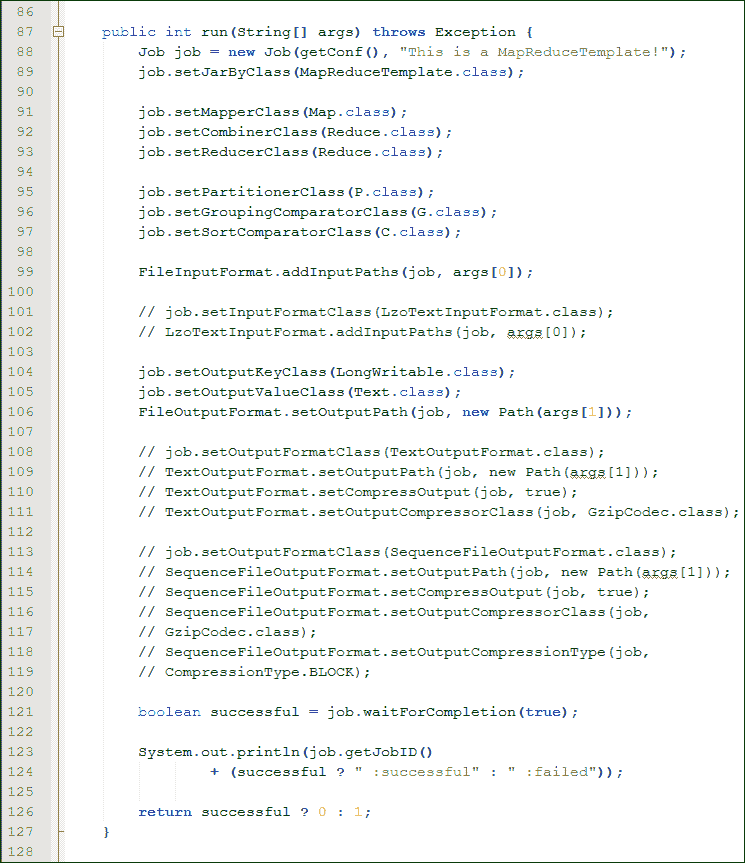 86
87 public int run(String[] args) throws Exception {
88 Job job = new Job(getConf(), "This is a MapReduceTemplate!");
89 job.setJarByClass(MapReduceTemplate.class);
90
91 job.setMapperClass(Map.class);
92 job.setCombinerClass(Reduce.class);
93 job.setReducerClass(Reduce.class);
94
95 job.setPartitionerClass(P.class);
96 job.setGroupingComparatorClass(G.class);
97 job.setSortComparatorClass(C.class);
98
99 FileInputFormat.addInputPaths(job, args[0]);
100
101 // job.setInputFormatClass(LzoTextInputFormat.class);
102 // LzoTextInputFormat.addInputPaths(job, args[0]);
103
104 job.setOutputKeyClass(LongWritable.class);
105 job.setOutputValueClass(Text.class);
106 FileOutputFormat.setOutputPath(job, new Path(args[1]));
107
108 // job.setOutputFormatClass(TextOutputFormat.class);
109 // TextOutputFormat.setOutputPath(job, new Path(args[1]));
110 // TextOutputFormat.setCompressOutput(job, true);
111 // TextOutputFormat.setOutputCompressorClass(job, GzipCodec.class);
112
113 // job.setOutputFormatClass(SequenceFileOutputFormat.class);
114 // SequenceFileOutputFormat.setOutputPath(job, new Path(args[1]));
115 // SequenceFileOutputFormat.setCompressOutput(job, true);
116 // SequenceFileOutputFormat.setOutputCompressorClass(job,
117 // GzipCodec.class);
118 // SequenceFileOutputFormat.setOutputCompressionType(job,
119 // CompressionType.BLOCK);
120
121 boolean successful = job.waitForCompletion(true);
122
123 System.out.println(job.getJobID()
124 + (successful ? " :successful" : " :failed"));
125
126 return successful ? 0 : 1;
127 }
128